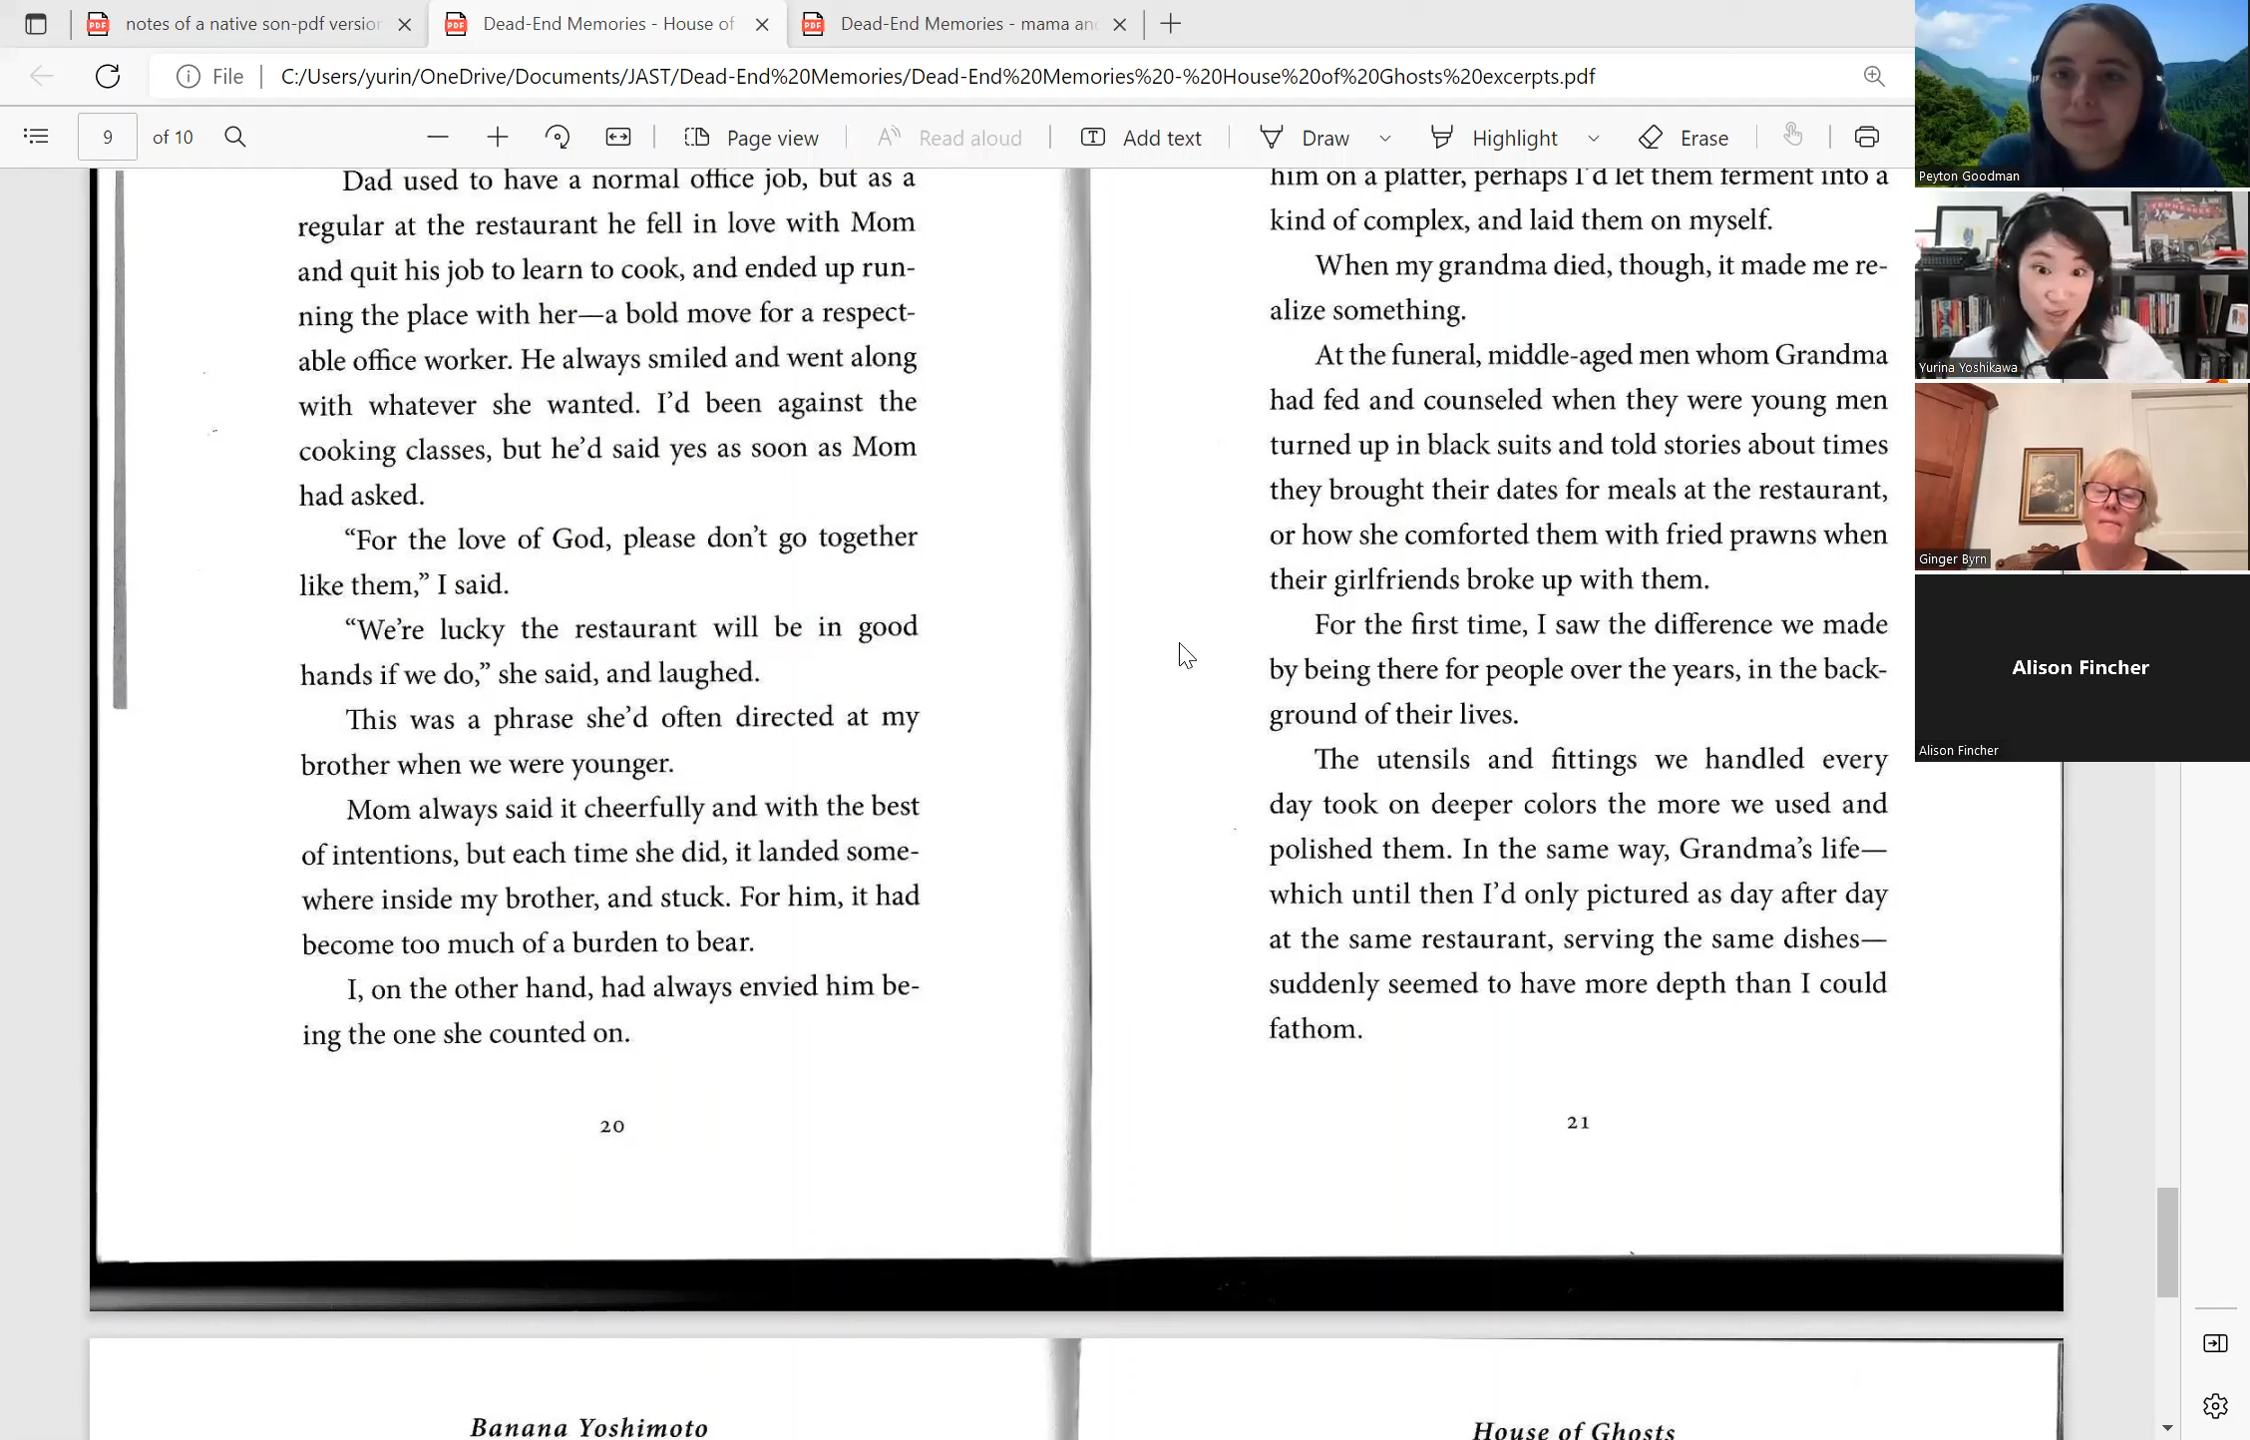 notes of a native son-pdf version
Dead-End Memories - House of
Dead-End Memories - mama and
File
C:/Users/yurin/OneDrive/Documents/JAST/Dead-End%20Memories/Dead-End%20Memories%20-%20House%20of%20Ghosts%20excerpts.pdf
9 of 10
Page view
Read aloud
Add text
Draw
Highlight
Erase
Dad used to have a normal office job, but as a
regular at the restaurant he fell in love with Mom
and quit his job to learn to cook, and ended up run-
ning the place with her—a bold move for a respect-
able office worker. He always smiled and went along
with whatever she wanted. I’d been against the
cooking classes, but he’d said yes as soon as Mom
had asked.
“For the love of God, please don’t go together
like them,” I said.
“We’re lucky the restaurant will be in good
hands if we do,” she said, and laughed.
This was a phrase she’d often directed at my
brother when we were younger.
Mom always said it cheerfully and with the best
of intentions, but each time she did, it landed some-
where inside my brother, and stuck. For him, it had
become too much of a burden to bear.
I, on the other hand, had always envied him be-
ing the one she counted on.
20
him on a platter, perhaps I’d let them ferment into a
kind of complex, and laid them on myself.
When my grandma died, though, it made me re-
alize something.
At the funeral, middle-aged men whom Grandma
had fed and counseled when they were young men
turned up in black suits and told stories about times
they brought their dates for meals at the restaurant,
or how she comforted them with fried prawns when
their girlfriends broke up with them.
For the first time, I saw the difference we made
by being there for people over the years, in the back-
ground of their lives.
The utensils and fittings we handled every
day took on deeper colors the more we used and
polished them. In the same way, Grandma’s life—
which until then I’d only pictured as day after day
at the same restaurant, serving the same dishes—
suddenly seemed to have more depth than I could
fathom.
21
Banana Yoshimoto
House of Ghosts
Peyton Goodman
TENNESSEE
Yurina Yoshikawa
Ginger Byrn
Alison Fincher
Alison Fincher